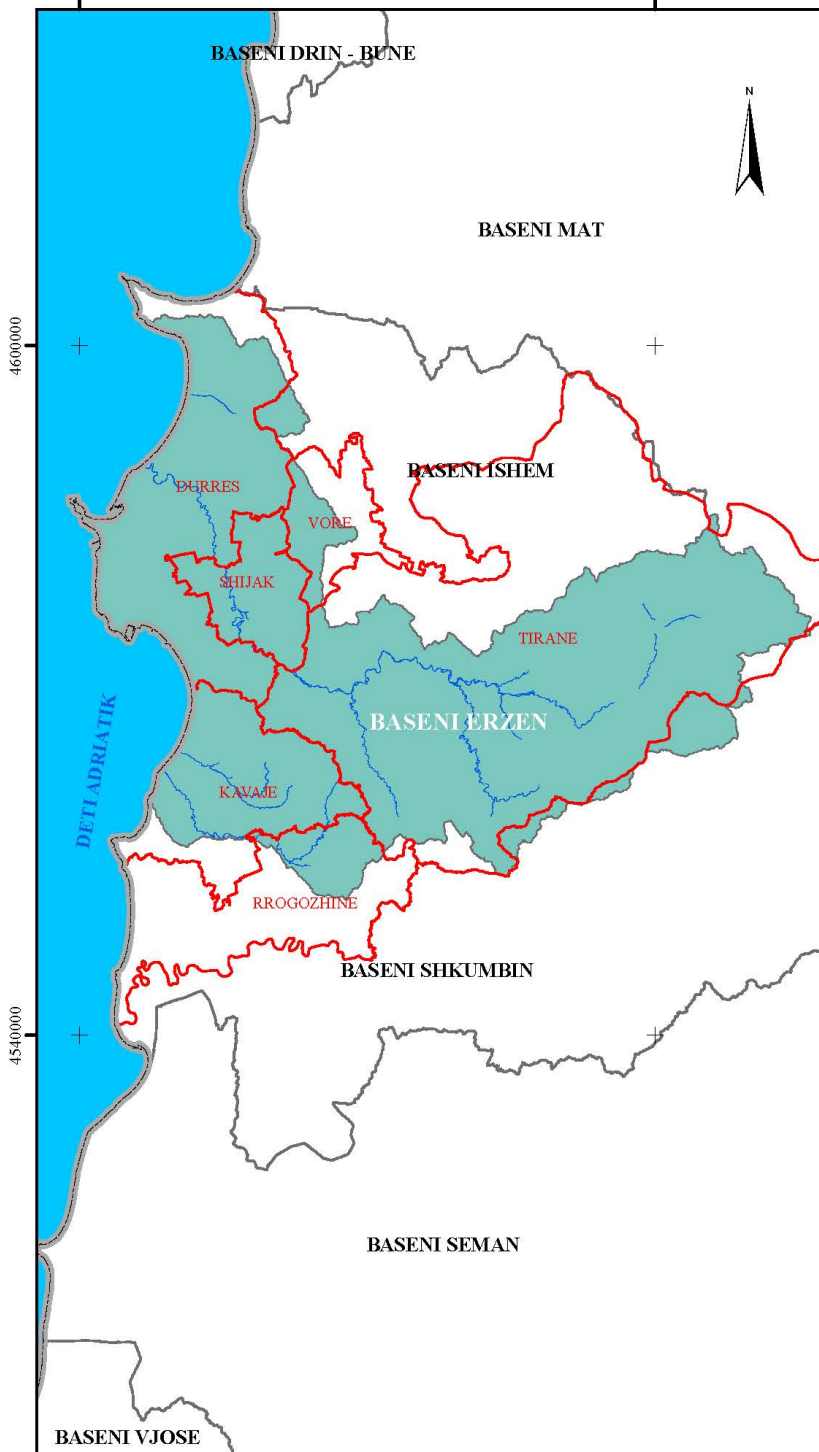 BASENI DRIN - BUNE
N
BASENI MAT
4600000
BASENI ISHEM
DURRES
VORE
SHIJAK
TIRANE
BASENI ERZEN
DETI ADRIATIK
KAVAJE
RROGOZHINE
BASENI SHKUMBIN
4540000
BASENI SEMAN
BASENI VJOSE